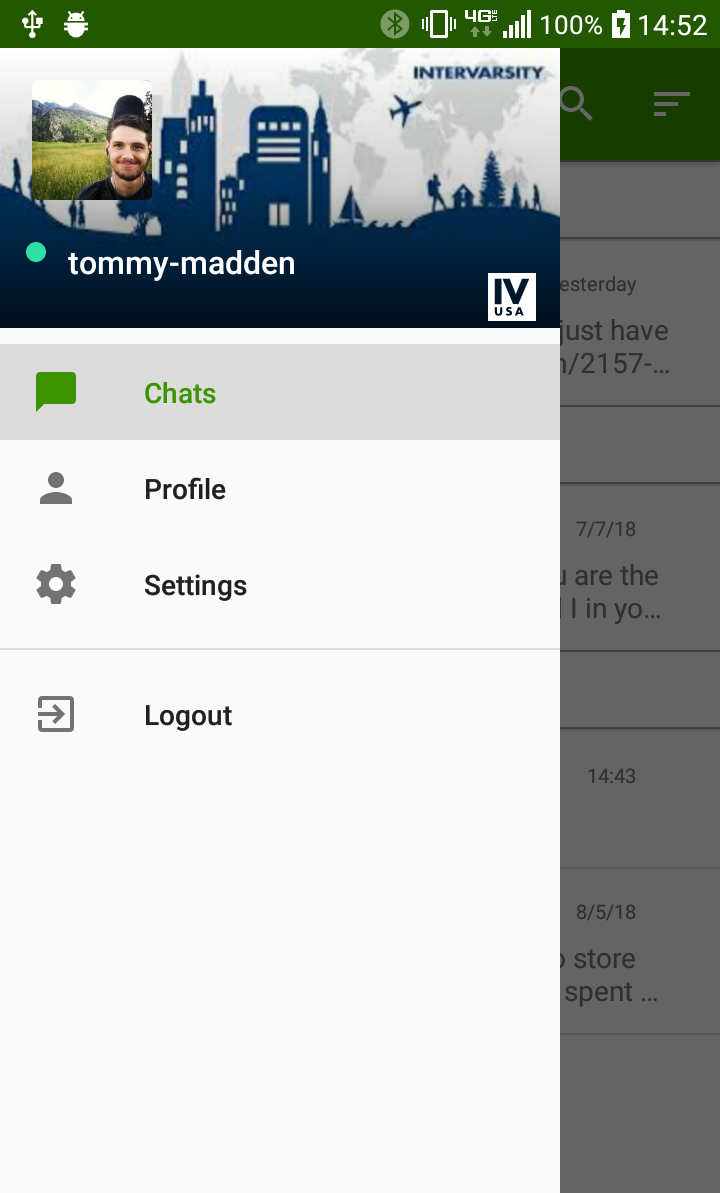 4G LTE 100% 14:52
INTERVARSITY
tommy-madden
IV
USA
Chats
Profile
Settings
Logout
esterday
just have
/2157-…
7/7/18
are the
I in yo…
14:43
8/5/18
store
spent …